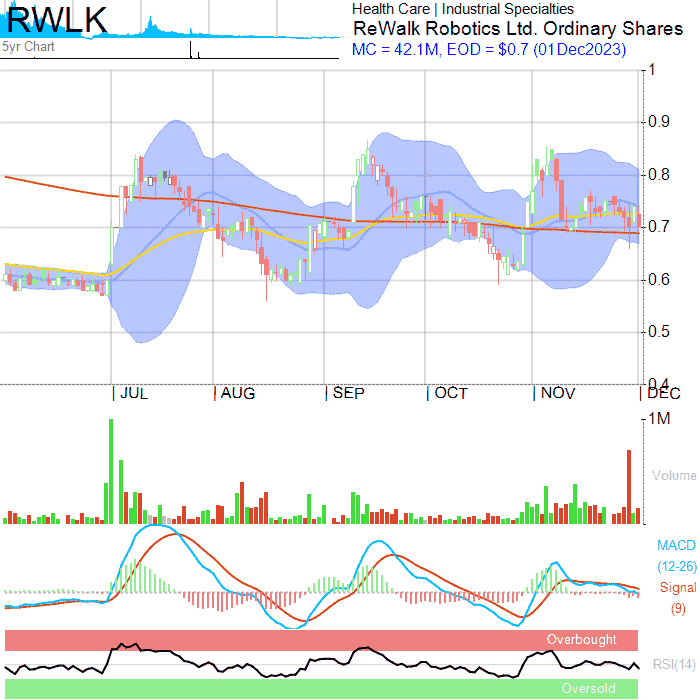 RWLK
Health Care | Industrial Specialties
ReWalk Robotics Ltd. Ordinary Shares
5yr Chart
MC = 42.1M, EOD = $0.7 (01Dec2023)
1
0.9
0.8
0.7
0.6
0.5
0.4
JUL
AUG
SEP
OCT
NOV
DEC
1M
Volume
MACD
(12-26)
Signal
(9)
Overbought
RSI(14)
Oversold